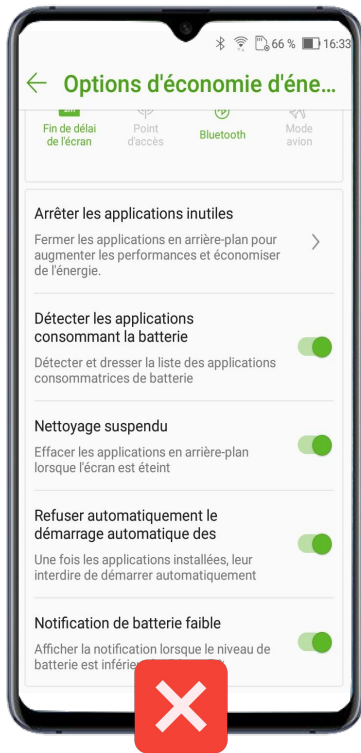 66 % 16:33
Options d'économie d'éne...
Fin de délai
de l'écran
Point
d'accès
Bluetooth
Mode
avion
Arrêter les applications inutiles
Fermer les applications en arrière-plan pour
augmenter les performances et économiser
de l'énergie.
Détecter les applications
consommant la batterie
Détecter et dresser la liste des applications
consommatrices de batterie
Nettoyage suspendu
Effacer les applications en arrière-plan
lorsque l'écran est éteint
Refuser automatiquement le
démarrage automatique des
Une fois les applications installées, leur
interdire de démarrer automatiquement
Notification de batterie faible
Afficher la notification lorsque le niveau de
batterie est